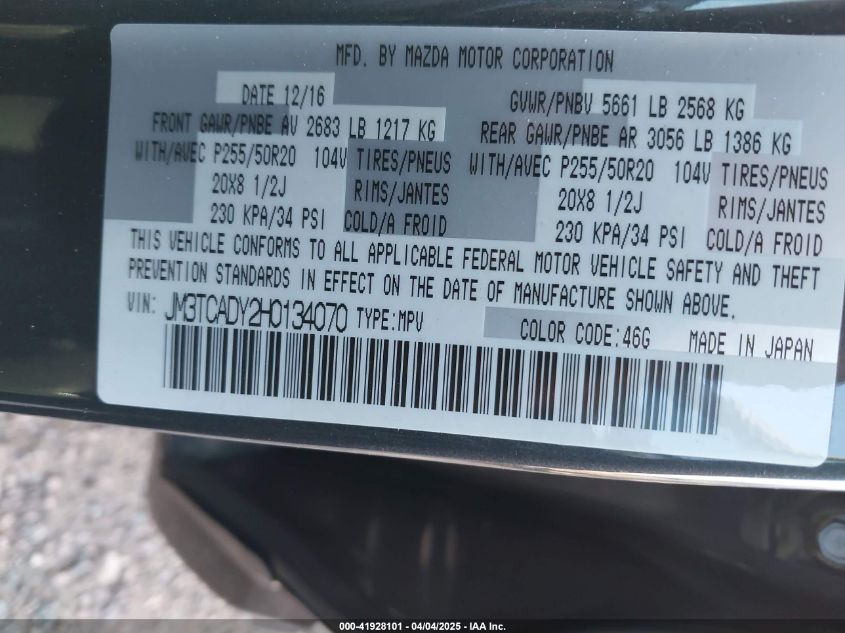 MFD. BY MAZDA MOTOR CORPORATION
DATE 12/16 GVWR/PNBV 5661 LB 2568 KG
FRONT GAWR/PNBE AV 2683 LB 1217 KG REAR GAWR/PNBE AR 3056 LB 1386 KG
WITH/AVEC P255/50R20 104V TIRES/PNEUS WITH/AVEC P255/50R20 104V TIRES/PNEUS
20X8 1/2J RIMS/JANTES 20X8 1/2J RIMS/JANTES
230 KPA/34 PSI COLD/A FROID 230 KPA/34 PSI COLD/A FROID
THIS VEHICLE CONFORMS TO ALL APPLICABLE FEDERAL MOTOR VEHICLE SAFETY AND THEFT
PREVENTION STANDARDS IN EFFECT ON THE DATE OF MANUFACTURE SHOWN ABOVE.
VIN: JM3TCADY2H0134070 TYPE:MPV COLOR CODE:46G MADE IN JAPAN
000-41928101 - 04/04/2025 - IAA Inc.